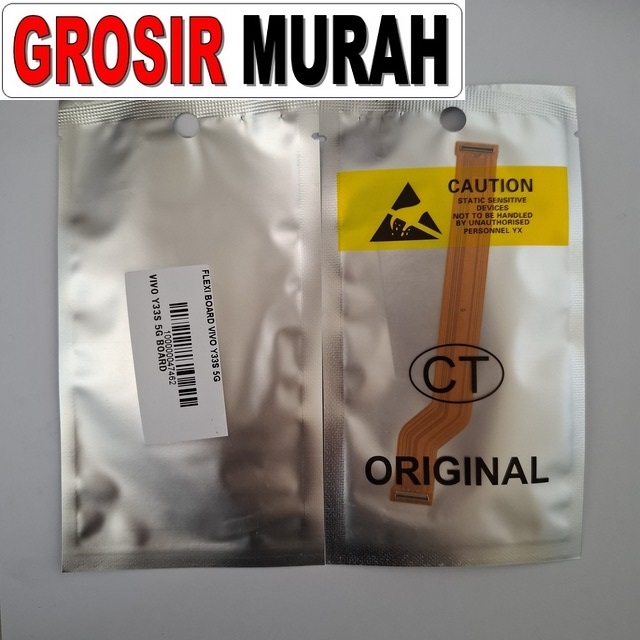 GROSIR MURAH
FLEXI BOARD VIVO Y33S 5G
100000047462
VIVO Y33S 5G BOARD
CAUTION
STATIC SENSITIVE
DEVICES
NOT TO BE HANDLED
BY UNAUTHORISED
PERSONNEL YX
CT
ORIGINAL